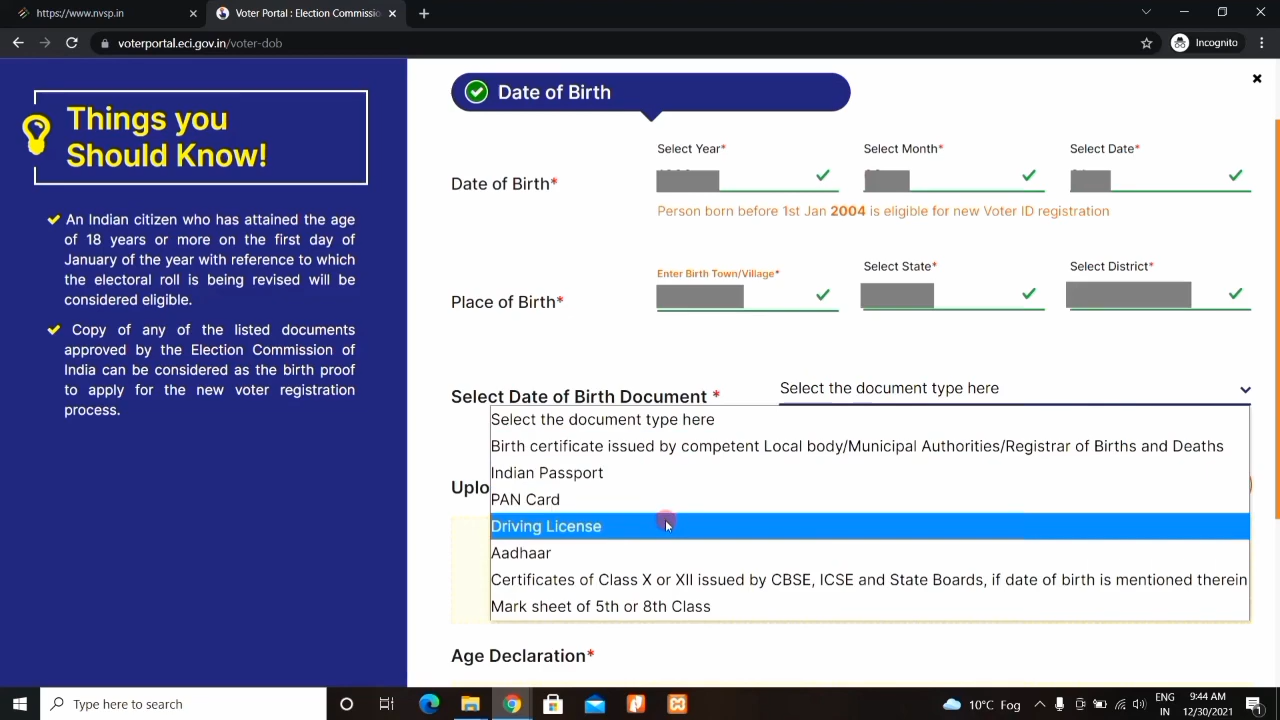 https://www.nvsp.in
Voter Portal : Election Commissio
voterportal.eci.gov.in/voter-dob
Incognito
Things you
Should Know!
An Indian citizen who has attained the age
of 18 years or more on the first day of
January of the year with reference to which
the electoral roll is being revised will be
considered eligible.
Copy of any of the listed documents
approved by the Election Commission of
India can be considered as the birth proof
to apply for the new voter registration
process.
Date of Birth
Select Year*
Select Month*
Select Date*
Date of Birth*
Person born before 1st Jan 2004 is eligible for new Voter ID registration
Enter Birth Town/Village*
Select State*
Select District*
Place of Birth*
Select Date of Birth Document *
Select the document type here
Select the document type here
Birth certificate issued by competent Local body/Municipal Authorities/Registrar of Births and Deaths
Indian Passport
PAN Card
Driving License
Aadhaar
Certificates of Class X or XII issued by CBSE, ICSE and State Boards, if date of birth is mentioned therein
Mark sheet of 5th or 8th Class
Uplo
Age Declaration*
Type here to search
10°C Fog
ENG
IN
9:44 AM
12/30/2021
1